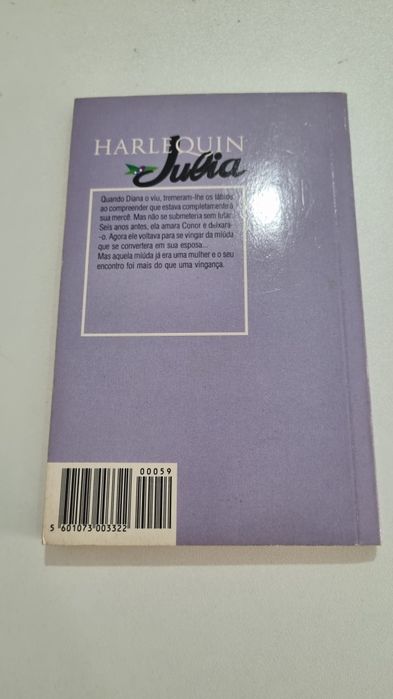 HARLEQUIN
Julia
Quando Diana o viu, tremeram-lhe os lábios
ao compreender que estava completamente à
sua mercê. Mas não se submeteria sem lutar.
Seis anos antes, ela amara Conor e deixara-
-o. Agora ele voltava para se vingar da miúda
que se convertera em sua esposa...
Mas aquela miúda já era uma mulher e o seu
encontro foi mais do que uma vingança.
00059
5 601073 003322